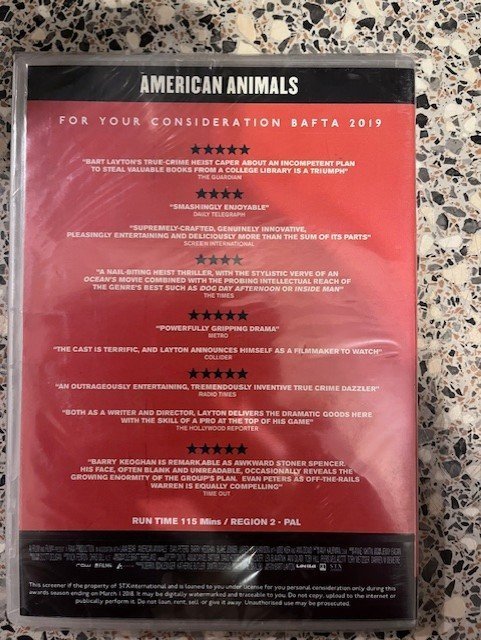 AMERICAN ANIMALS
FOR YOUR CONSIDERATION BAFTA 2019
"BART LAYTON'S TRUE-CRIME HEIST CAPER ABOUT AN INCOMPETENT PLAN
TO STEAL VALUABLE BOOKS FROM A COLLEGE LIBRARY IS A TRIUMPH"
THE GUARDIAN
"SMASHINGLY ENJOYABLE"
DAILY TELEGRAPH
"SUPREMELY-CRAFTED, GENUINELY INNOVATIVE,
PLEASINGLY ENTERTAINING AND DELICIOUSLY MORE THAN THE SUM OF ITS PARTS"
SCREEN INTERNATIONAL
"A NAIL-BITING HEIST THRILLER, WITH THE STYLISTIC VERVE OF AN
OCEAN'S MOVIE COMBINED WITH THE PROBING INTELLECTUAL REACH OF
THE GENRE'S BEST SUCH AS DOG DAY AFTERNOON OR INSIDE MAN"
THE TIMES
"POWERFULLY GRIPPING DRAMA"
METRO
"THE CAST IS TERRIFIC, AND LAYTON ANNOUNCES HIMSELF AS A FILMMAKER TO WATCH"
COLLIDER
"AN OUTRAGEOUSLY ENTERTAINING, TREMENDOUSLY INVENTIVE TRUE CRIME DAZZLER"
RADIO TIMES
"BOTH AS A WRITER AND DIRECTOR, LAYTON DELIVERS THE DRAMATIC GOODS HERE
WITH THE SKILL OF A PRO AT THE TOP OF HIS GAME"
THE HOLLYWOOD REPORTER
"BARRY KEOGHAN IS REMARKABLE AS AWKWARD STONER SPENCER.
HIS FACE, OFTEN BLANK AND UNREADABLE, OCCASIONALLY REVEALS THE
GROWING ENORMITY OF THE GROUP'S PLAN. EVAN PETERS AS OFF-THE-RAILS
WARREN IS EQUALLY COMPELLING"
TIME OUT
RUN TIME 115 Mins / REGION 2 - PAL
This screener if the property of STXinternational and is loaned to you under license for you personal consideration only during this
awards season ending on March 1 2018. It may be digitally watermarked and traceable to you. Do not copy, upload to the internet or
publically perform it. Do not loan, rent, sell, or give it away. Unauthorised use may be prosecuted.